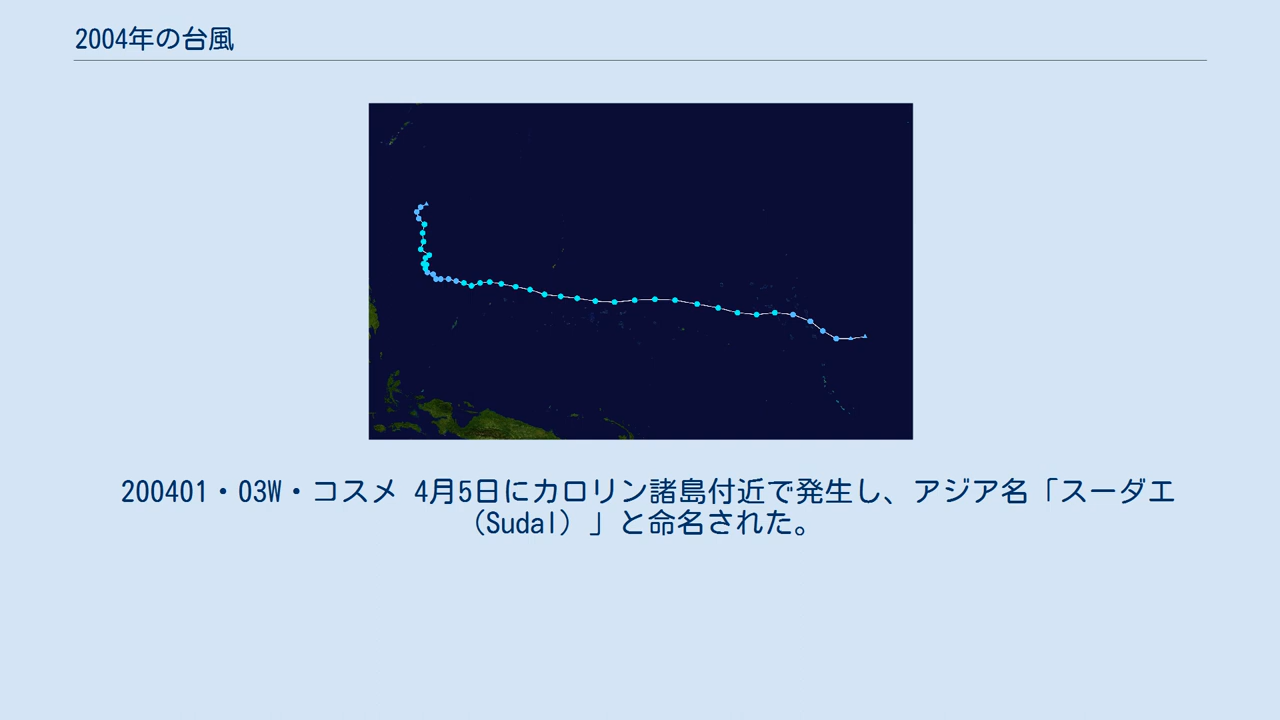 2004年の台風
200401・03W・コスメ 4月5日にカロリン諸島付近で発生し、アジア名「スーダエ
（Sudal）」と命名された。